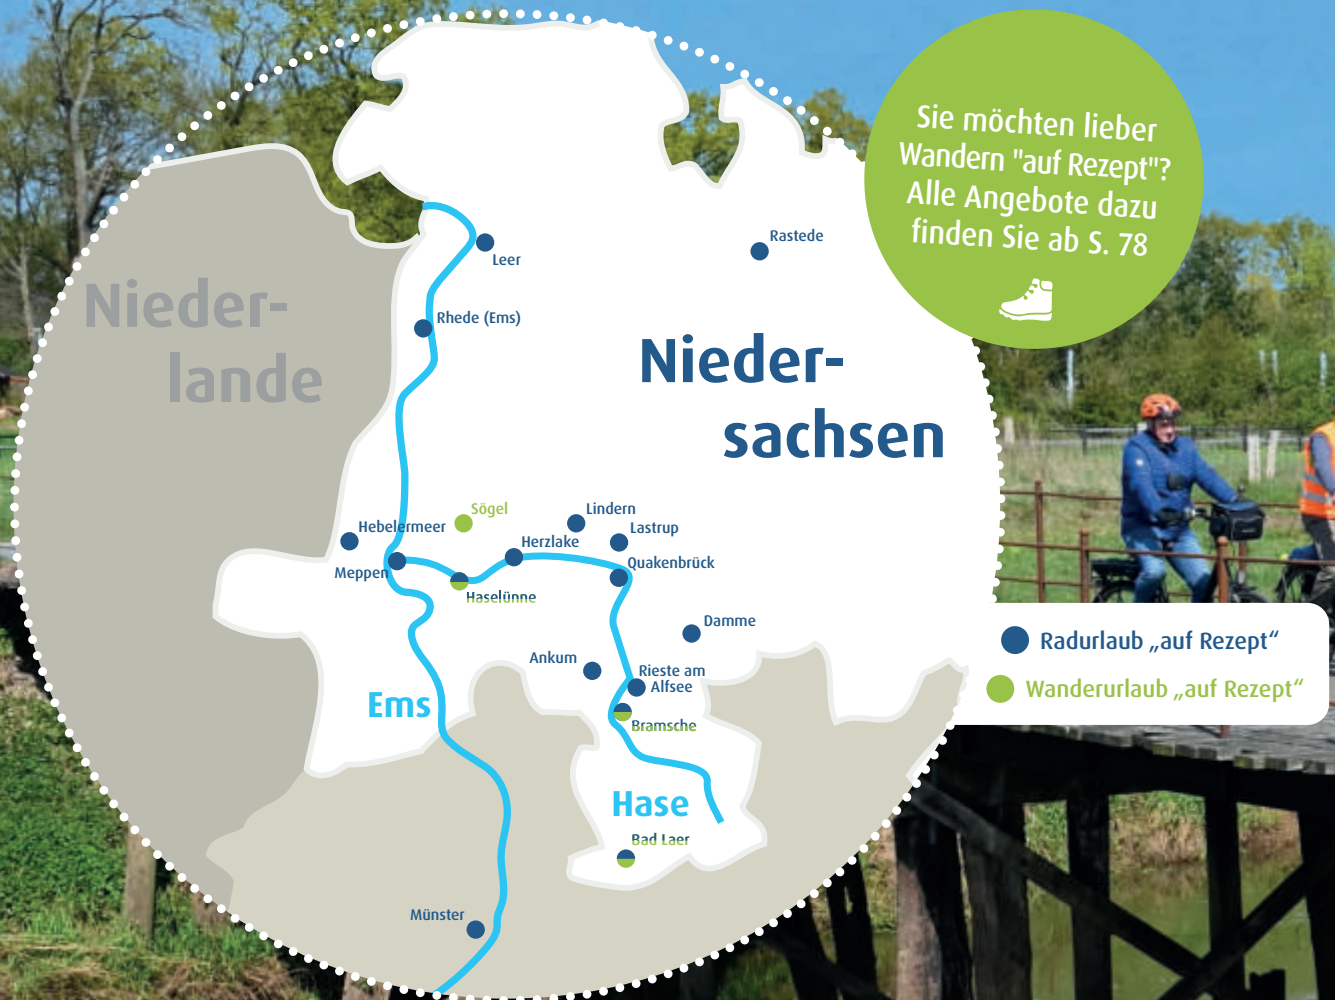 Sie möchten lieber
Wandern "auf Rezept"?
Alle Angebote dazu
finden Sie ab S. 78
Nieder-
lande
Nieder-
sachsen
Leer
Rastede
Rhede (Ems)
Sögel
Lindern
Hebelermeer
Lastrup
Herzlake
Meppen
Quakenbrück
Haselünne
Damme
Ankum
Rieste am
Alfsee
Ems
Bramsche
Hase
Bad Laer
Münster
Radurlaub „auf Rezept“
Wanderurlaub „auf Rezept“